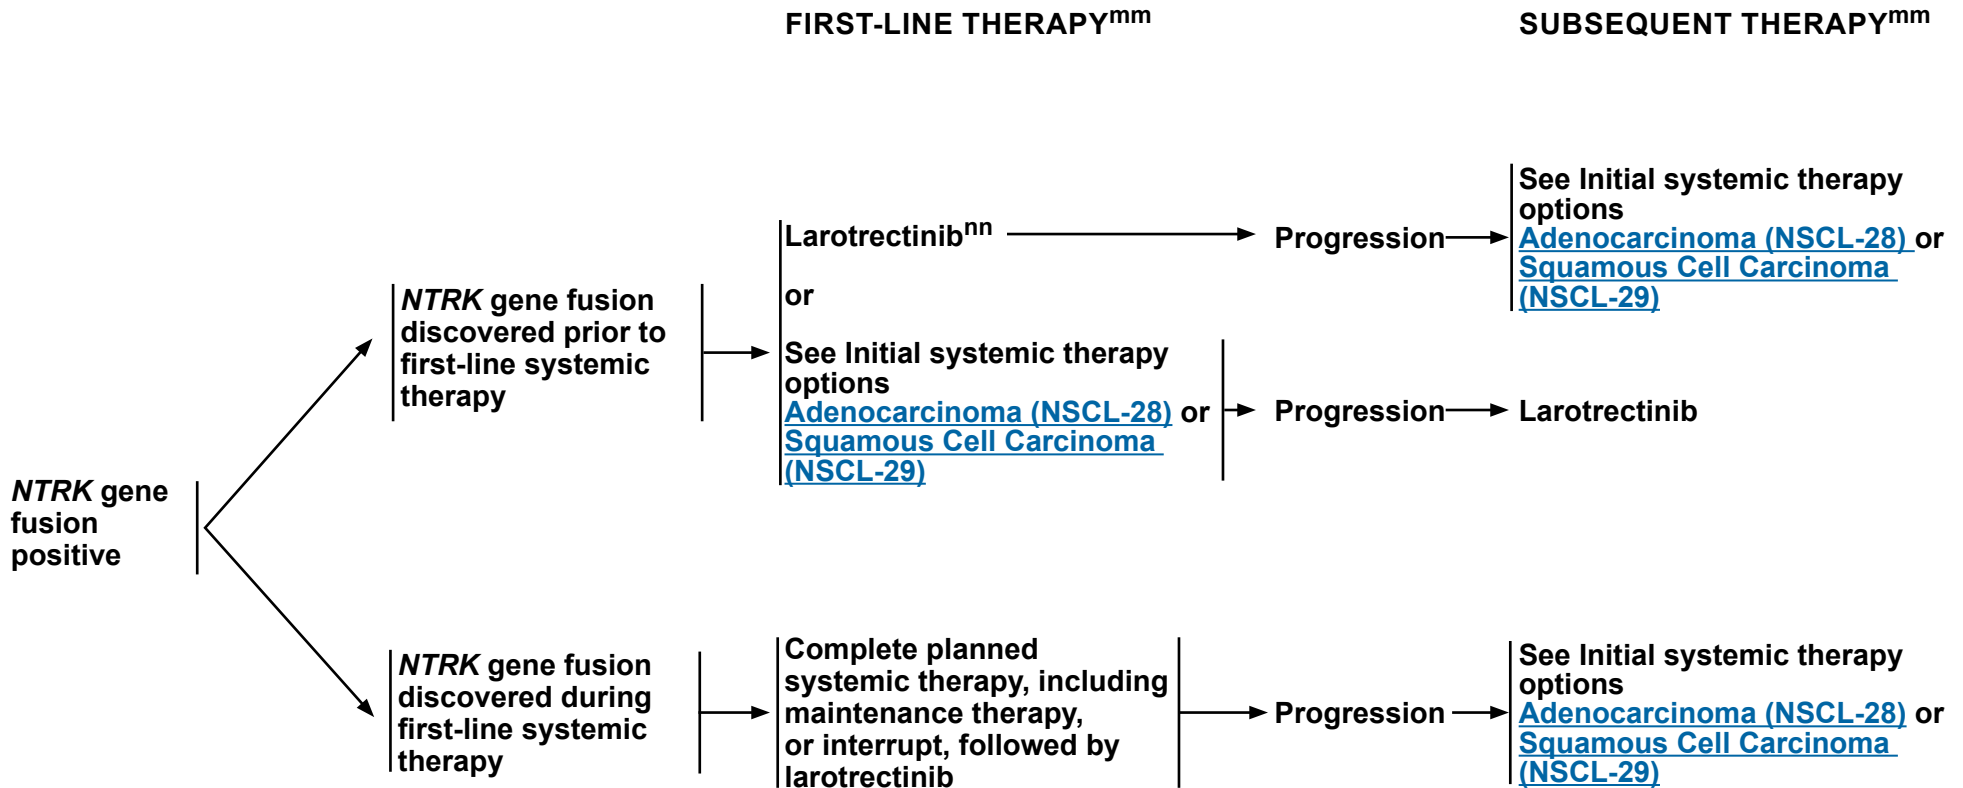 FIRST-LINE THERAPYmm
SUBSEQUENT THERAPYmm
NTRK gene
fusion
positive
NTRK gene fusion
discovered prior to
first-line systemic
therapy
Larotrectinibnn
or
See Initial systemic therapy
options
Adenocarcinoma (NSCL-28) or
Squamous Cell Carcinoma
(NSCL-29)
Progression
See Initial systemic therapy
options
Adenocarcinoma (NSCL-28) or
Squamous Cell Carcinoma
(NSCL-29)
Progression
Larotrectinib
NTRK gene fusion
discovered during
first-line systemic
therapy
Complete planned
systemic therapy, including
maintenance therapy,
or interrupt, followed by
larotrectinib
Progression
See Initial systemic therapy
options
Adenocarcinoma (NSCL-28) or
Squamous Cell Carcinoma
(NSCL-29)